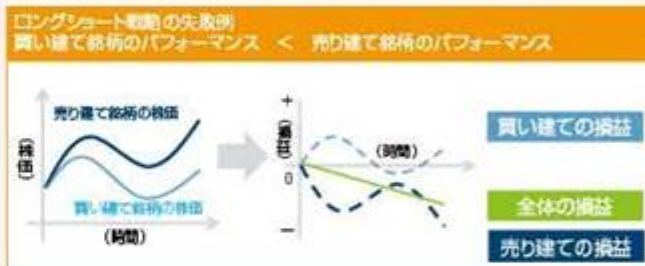 ロングショート戦略の失敗例
買い建て銘柄のパフォーマンス < 売り建て銘柄のパフォーマンス
売り建て銘柄の株価
(株価)
買い建て銘柄の株価
(時間)
+
(損益)
0
−
(時間)
買い建ての損益
全体の損益
売り建ての損益